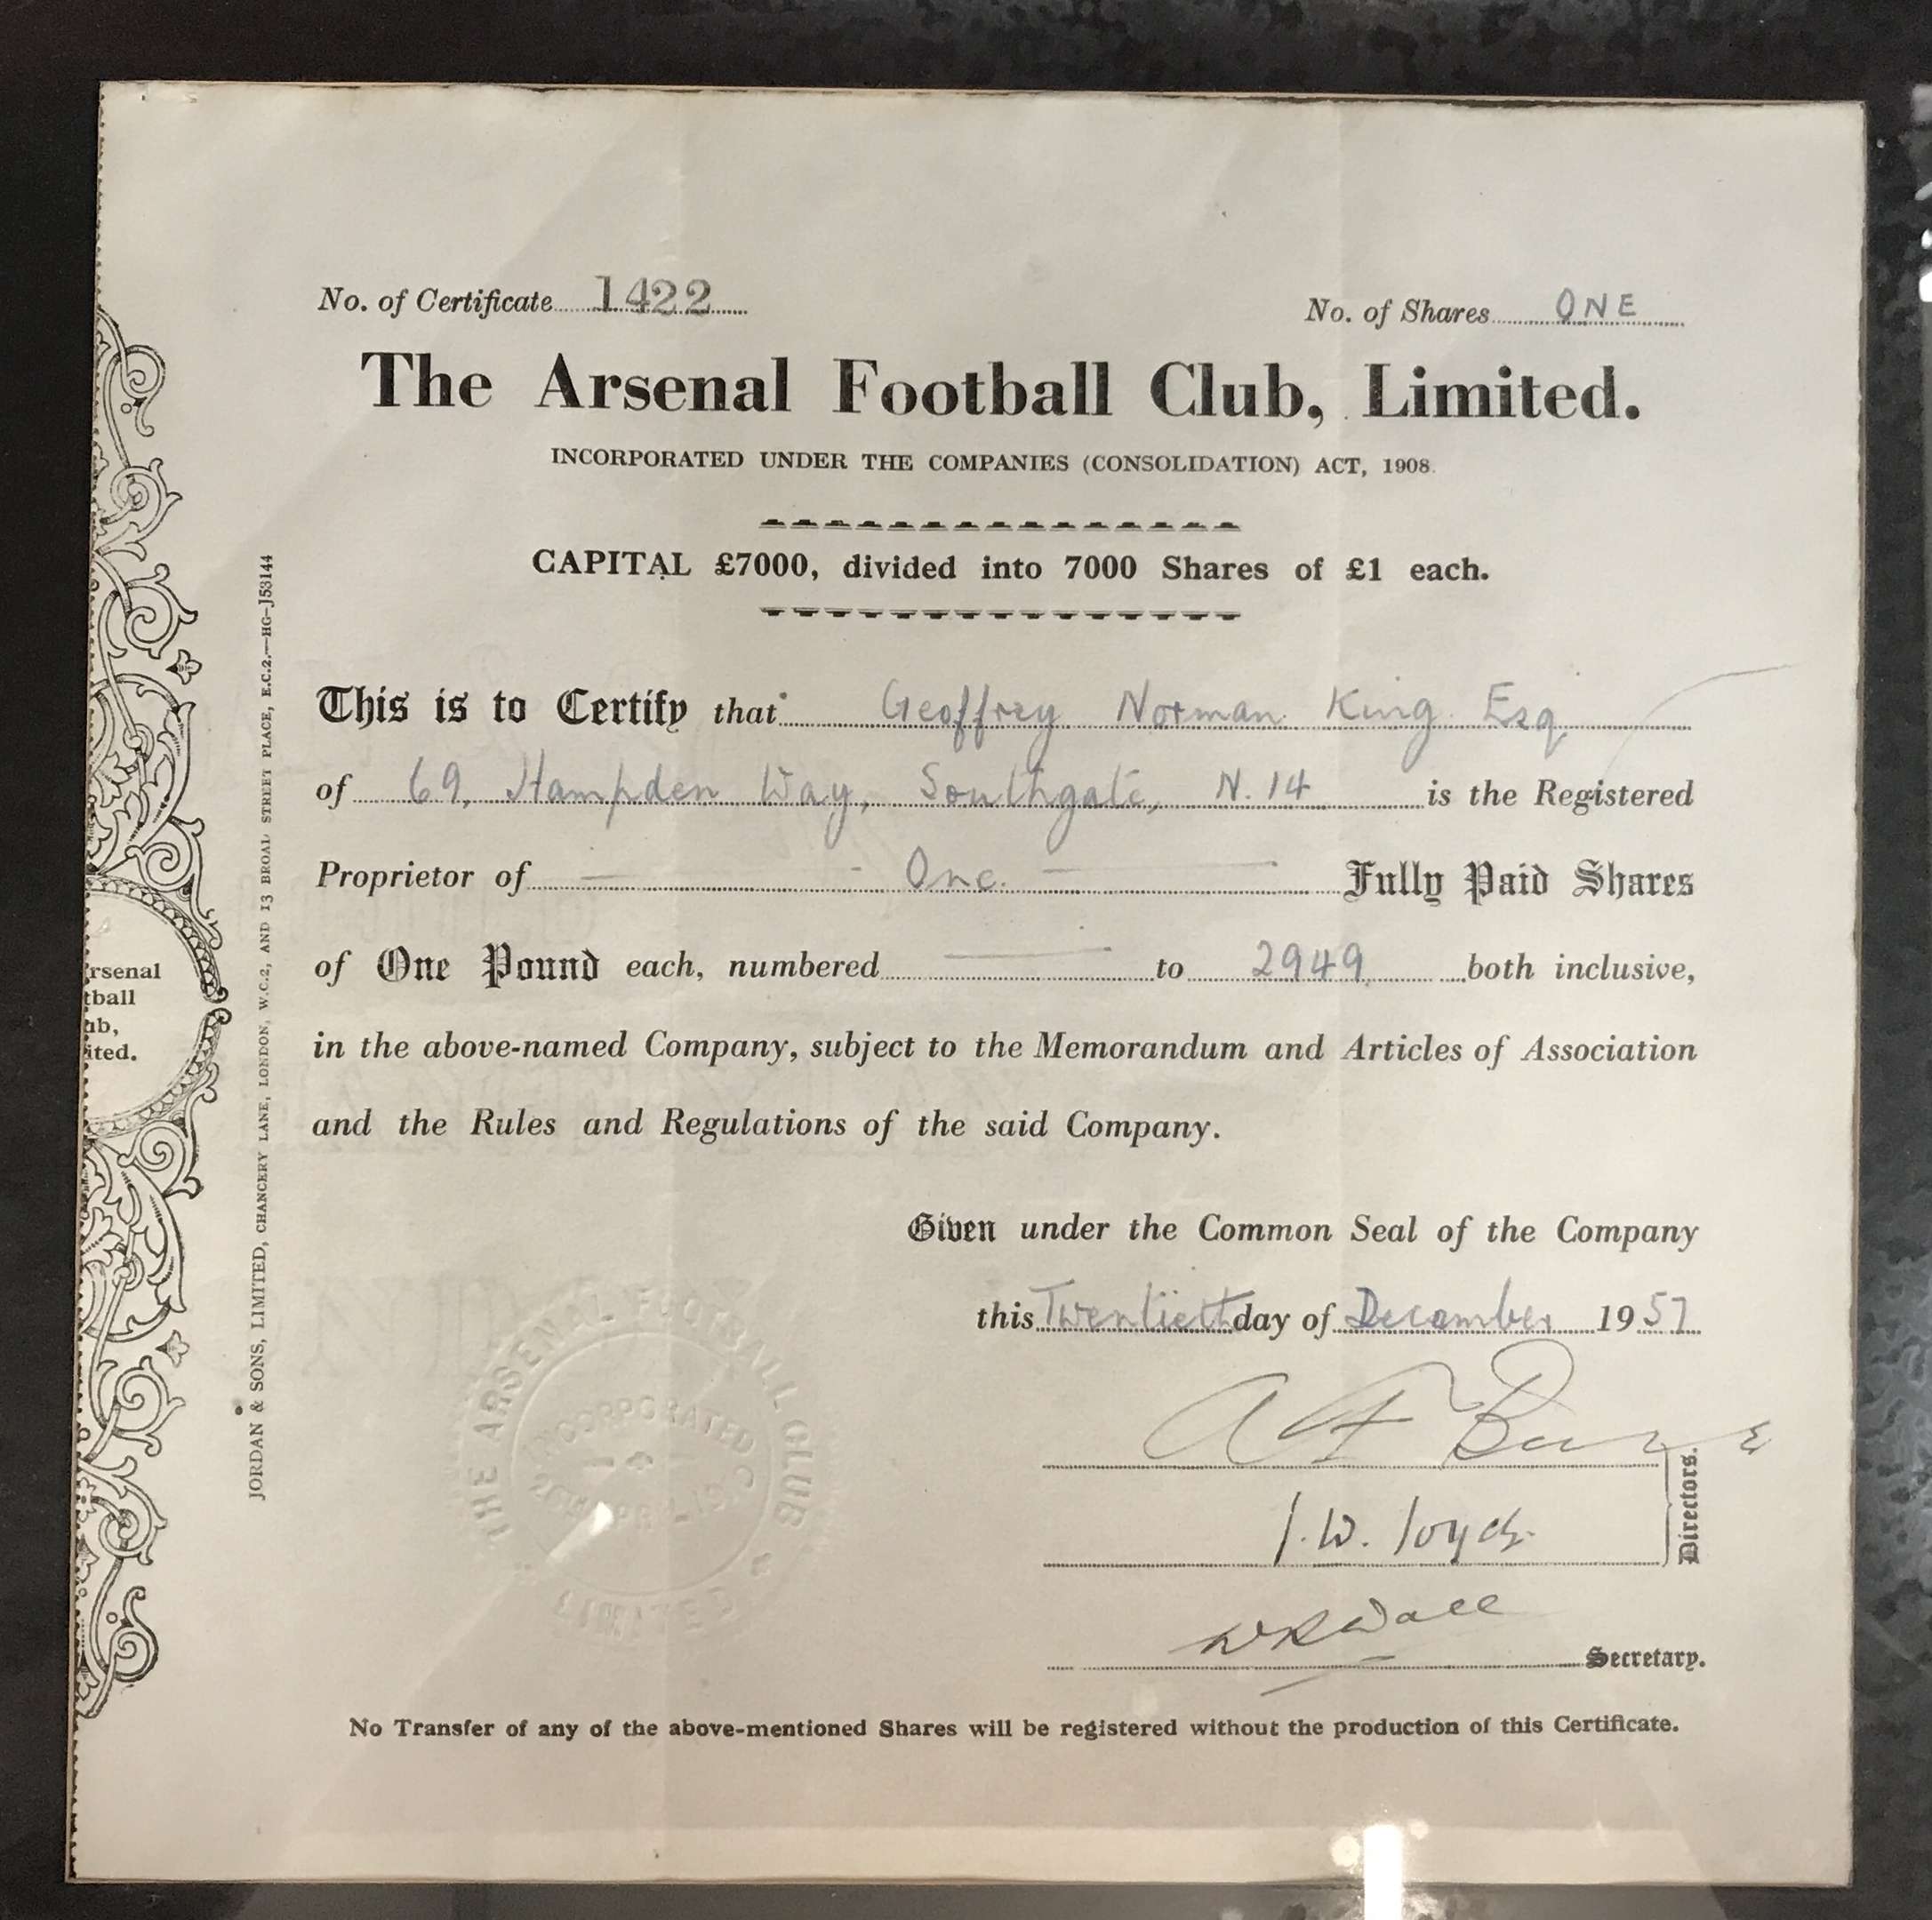 No. of Certificate 1422
No. of Shares ONE
The Arsenal Football Club, Limited.
INCORPORATED UNDER THE COMPANIES (CONSOLIDATION) ACT, 1908.
CAPITAL £7000, divided into 7000 Shares of £1 each.
This is to Certify that Geoffrey Norman King Esq
of 69, Hampden Way, Southgate, N.14 is the Registered
Proprietor of — One — Fully Paid Shares
of One Pound each, numbered — to 2949 both inclusive,
in the above-named Company, subject to the Memorandum and Articles of Association
and the Rules and Regulations of the said Company.
Given under the Common Seal of the Company
this Twentieth day of December 1957
Directors.
WRWall
Secretary.
No Transfer of any of the above-mentioned Shares will be registered without the production of this Certificate.
JORDAN & SONS, LIMITED, CHANCERY LANE, LONDON, W.C.2, AND 13 BROAD STREET PLACE, E.C.2.—HG—J53144
rsenal
tball
ub,
ited.
THE ARSENAL FOOTBALL CLUB
LIMITED
INCORPORATED